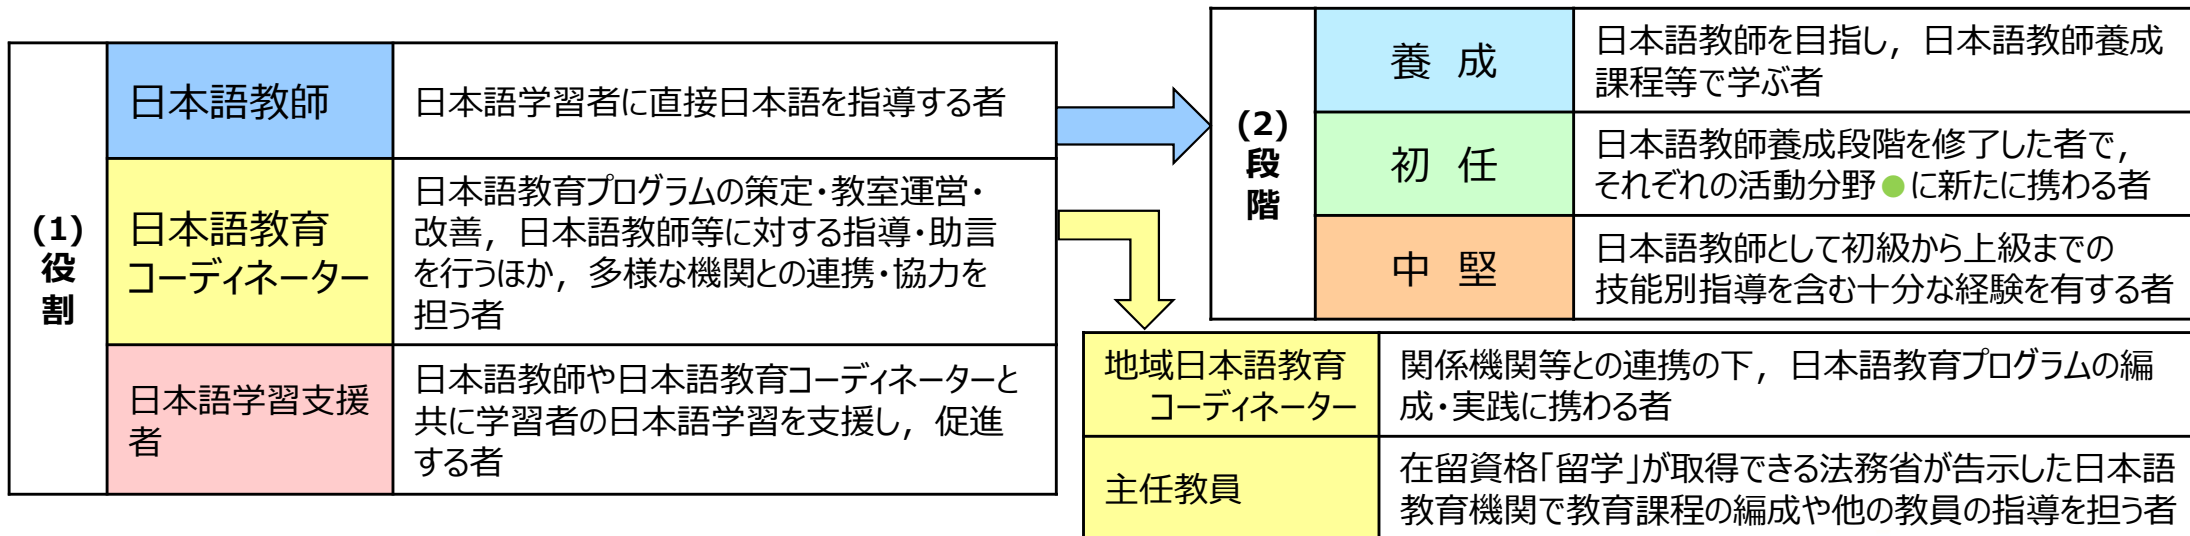 (1)
役
割
日本語教師
日本語学習者に直接日本語を指導する者
日本語教育
コーディネーター
日本語教育プログラムの策定・教室運営・
改善，日本語教師等に対する指導・助言
を行うほか，多様な機関との連携・協力を
担う者
日本語学習支援
者
日本語教師や日本語教育コーディネーターと
共に学習者の日本語学習を支援し，促進
する者
(2)
段
階
養 成
日本語教師を目指し，日本語教師養成
課程等で学ぶ者
初 任
日本語教師養成段階を修了した者で，
それぞれの活動分野●に新たに携わる者
中 堅
日本語教師として初級から上級までの
技能別指導を含む十分な経験を有する者
地域日本語教育
コーディネーター
関係機関等との連携の下，日本語教育プログラムの編
成・実践に携わる者
主任教員
在留資格「留学」が取得できる法務省が告示した日本語
教育機関で教育課程の編成や他の教員の指導を担う者